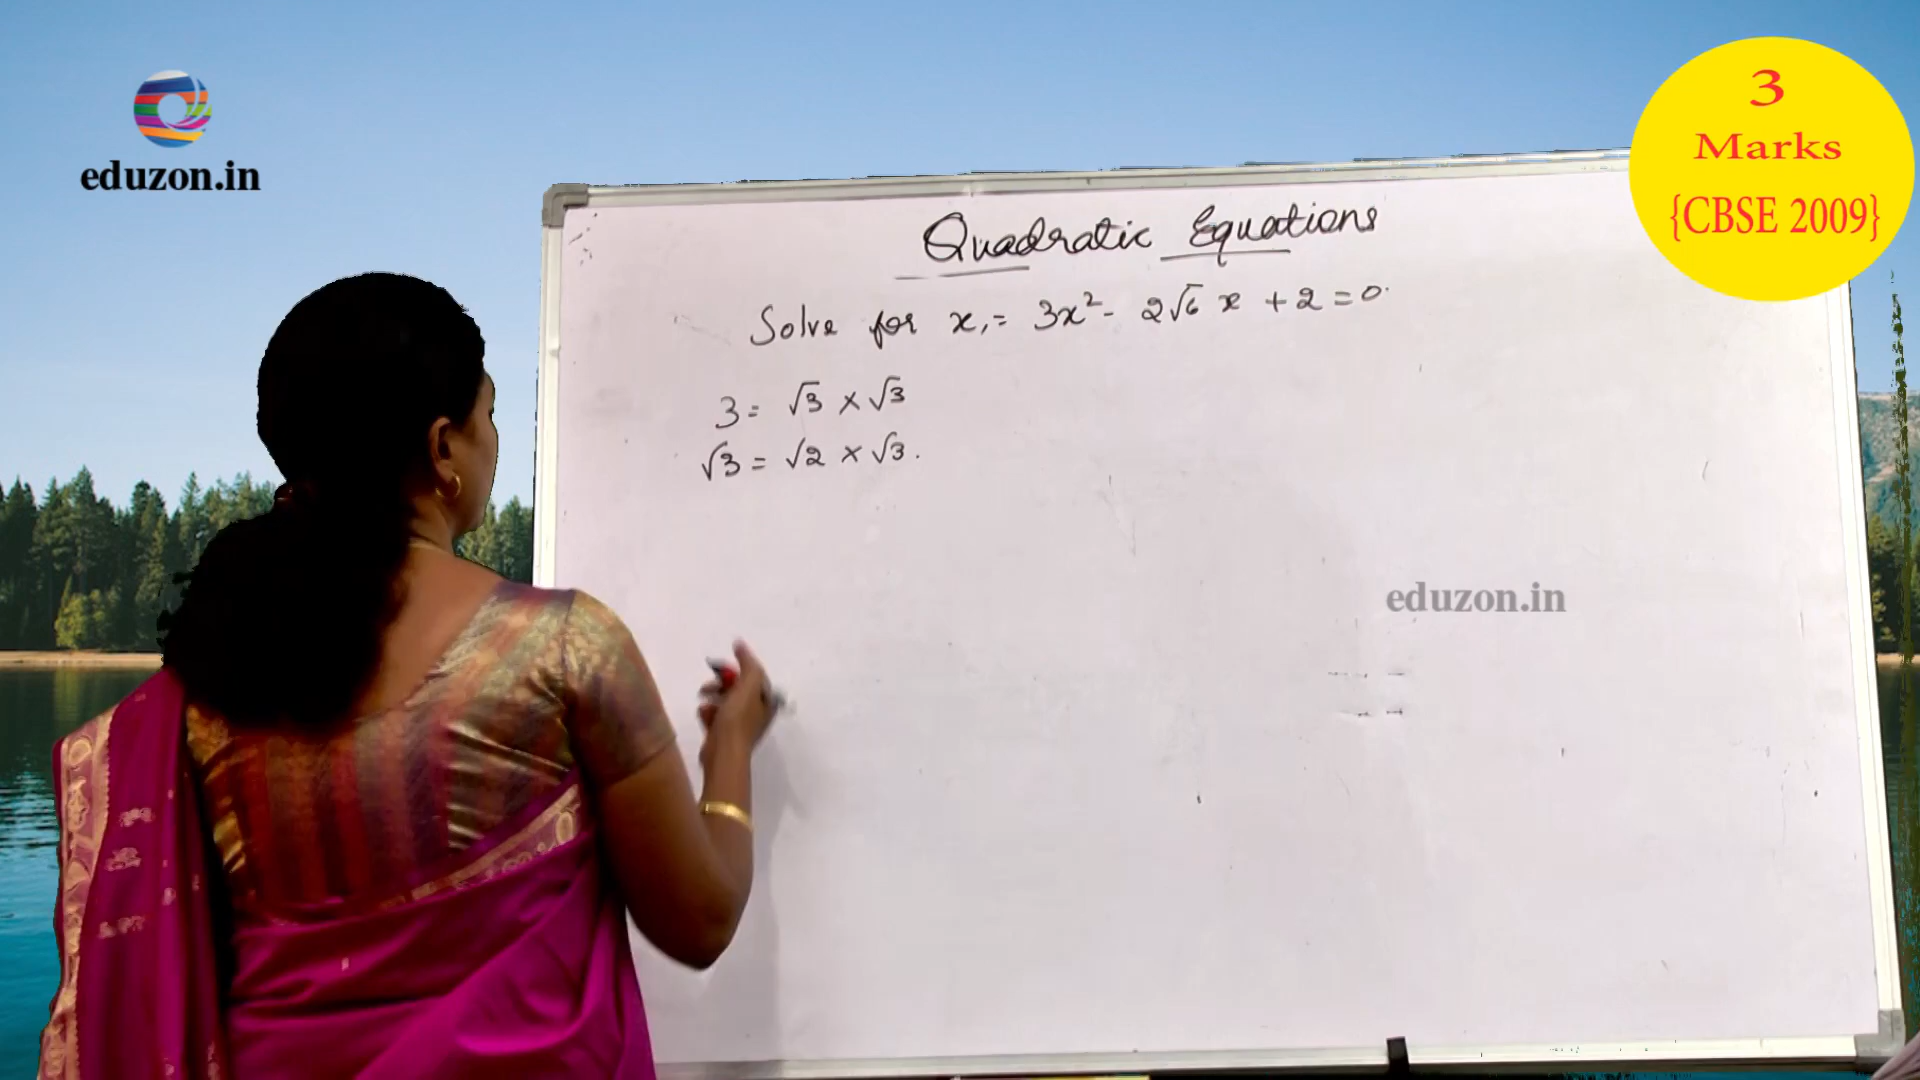 eduzon.in
3
Marks
{CBSE 2009}
Quadratic Equations
Solve for x,= 3x² - 2√6 x + 2 = 0.
3 = √3 × √3
√3 = √2 × √3.
eduzon.in